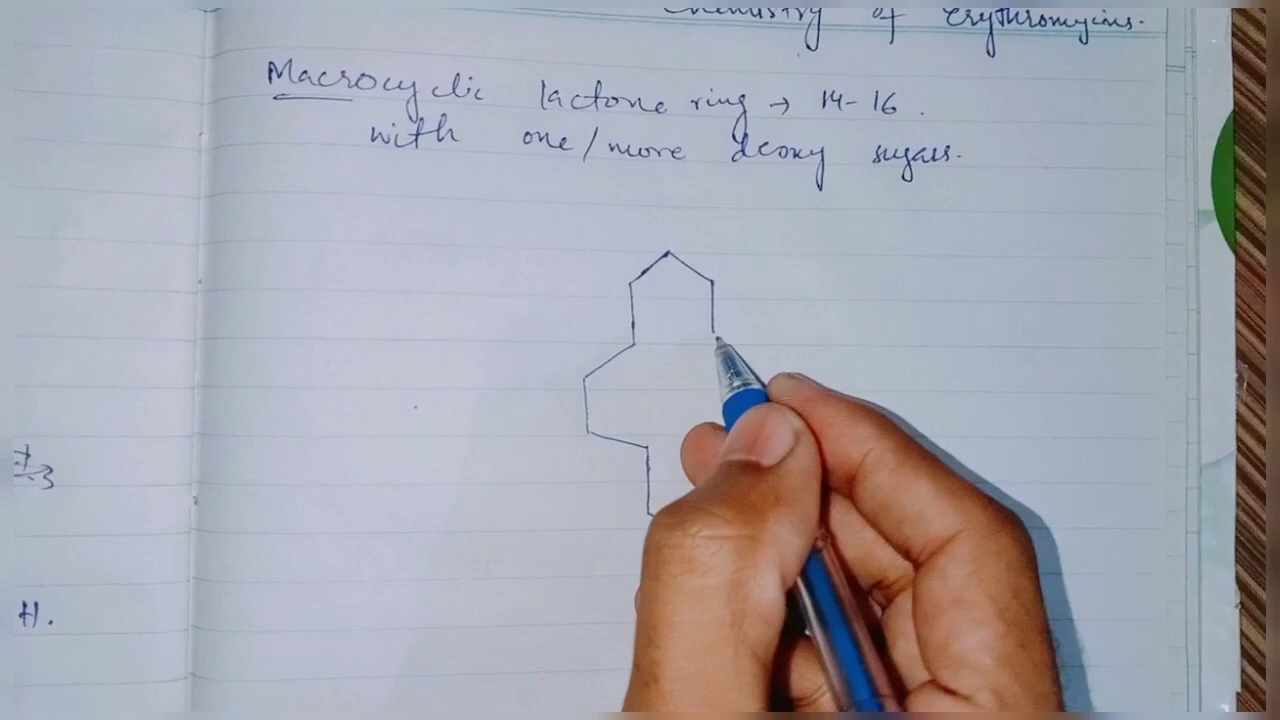 Chemistry of Erythromycins.
Macrocyclic lactone ring → 14-16.
with one/more deoxy sugars.
H.